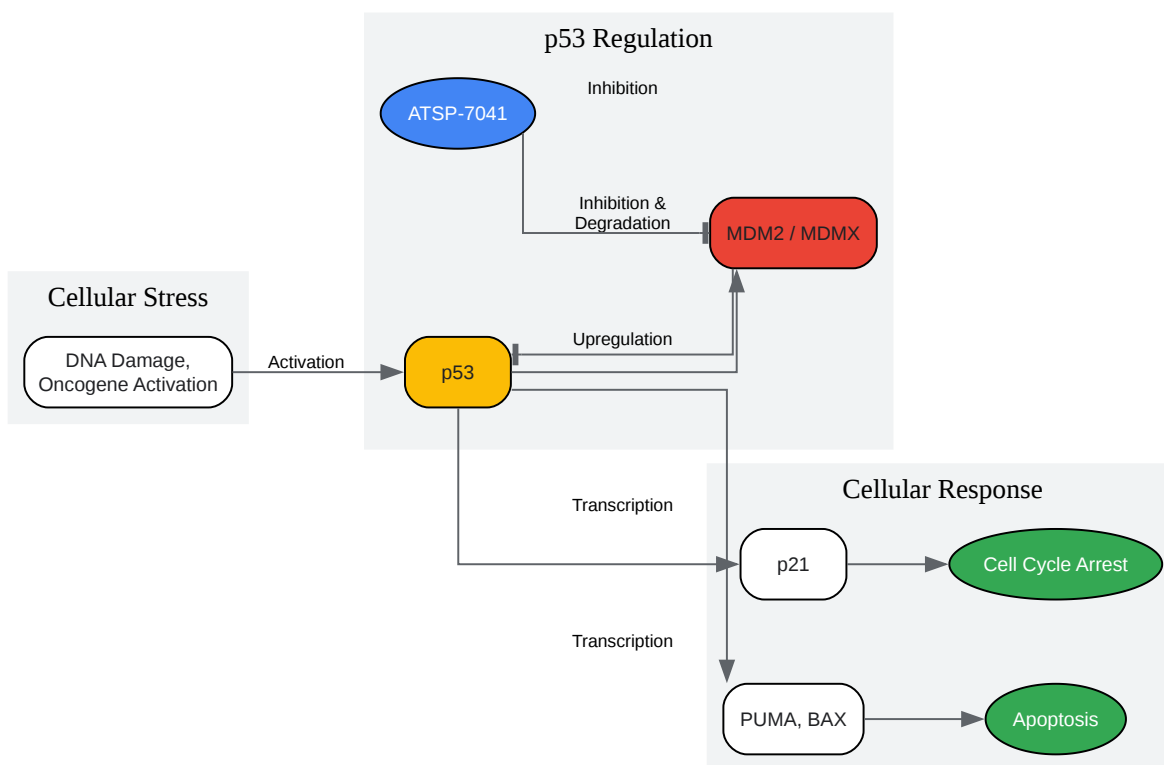 p53 Regulation
ATSP-7041
Inhibition
Inhibition &
Degradation
MDM2 / MDMX
Cellular Stress
DNA Damage,
Oncogene Activation
Activation
p53
Upregulation
Cellular Response
Transcription
p21
Cell Cycle Arrest
Transcription
PUMA, BAX
Apoptosis